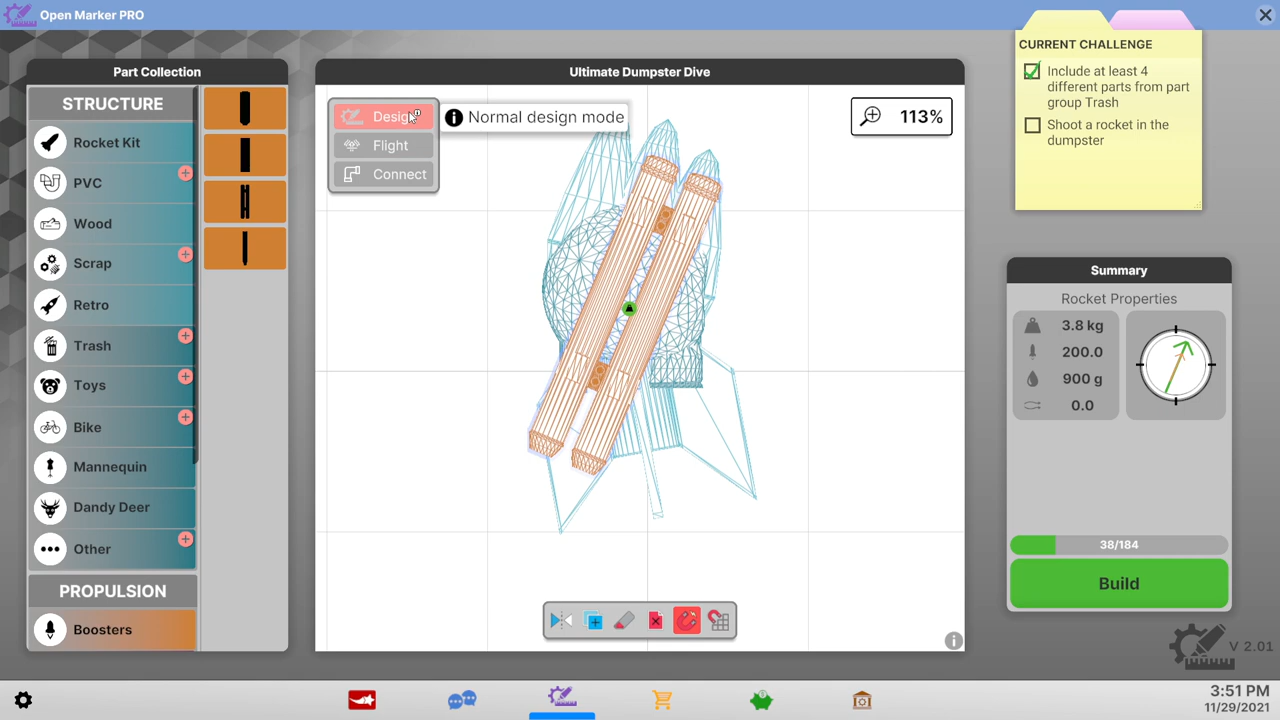 Open Marker PRO
Part Collection
STRUCTURE
Rocket Kit
PVC
Wood
Scrap
Retro
Trash
Toys
Bike
Mannequin
Dandy Deer
Other
PROPULSION
Boosters
Ultimate Dumpster Dive
Design
Normal design mode
Flight
Connect
113%
CURRENT CHALLENGE
Include at least 4
different parts from part
group Trash
Shoot a rocket in the
dumpster
Summary
Rocket Properties
3.8 kg
200.0
900 g
0.0
38/184
Build
V 2.01
3:51 PM
11/29/2021